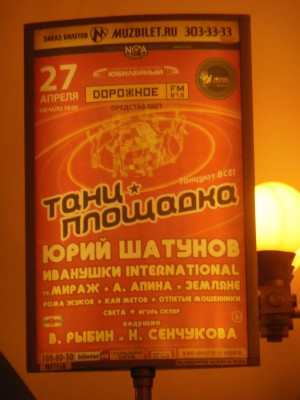 ЗАКАЗ БИЛЕТОВ MUZBILET.RU 303-33-33
ЮБИЛЕЙНЫЙ
27
АПРЕЛЯ
НАЧАЛО 19:00
ДОРОЖНОЕ FM
ПРЕДСТАВЛЯЕТ
ТАНЦУЮТ ВСЕ!
ТАНЦ
ПЛОЩАДКА
ЮРИЙ ШАТУНОВ
ИВАНУШКИ INTERNATIONAL
ГР. МИРАЖ • А. АПИНА • ЗЕМЛЯНЕ
РОМА ЖУКОВ • КАЙ МЕТОВ • ОТПЕТЫЕ МОШЕННИКИ
СВЕТА • ИГОРЬ СКЛЯР
ВЕДУЩИЕ
В. РЫБИН И Н. СЕНЧУКОВА